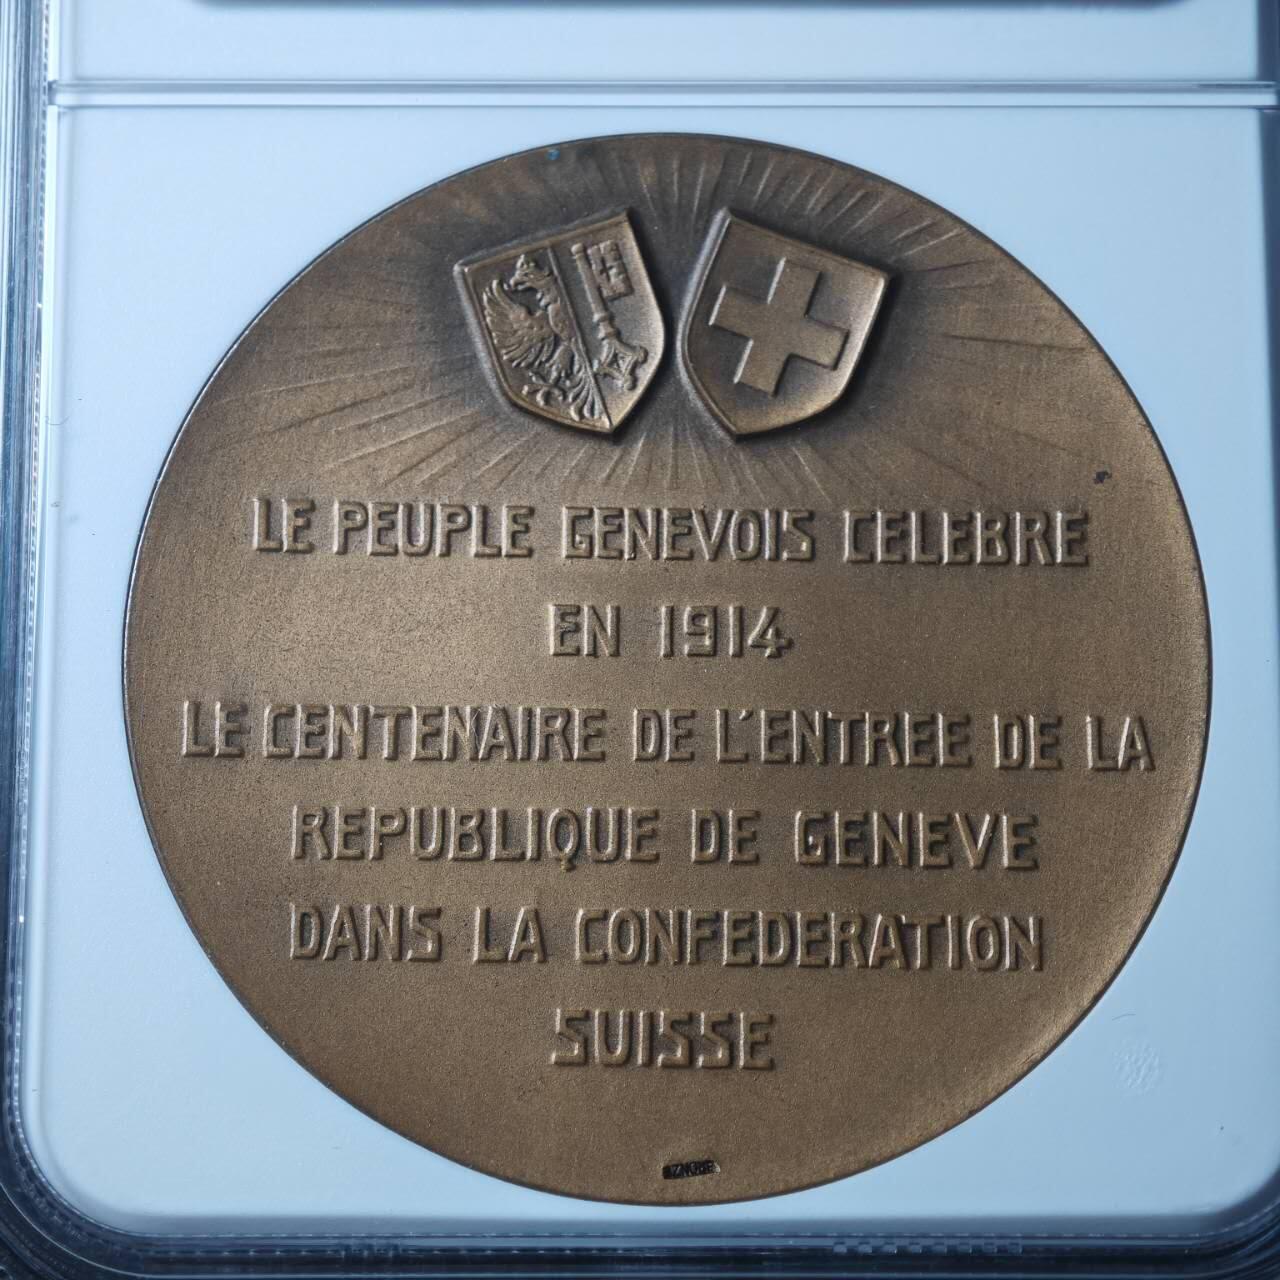 LE PEUPLE GENEVOIS CELEBRE
EN 1914
LE CENTENAIRE DE L'ENTREE DE LA
REPUBLIQUE DE GENEVE
DANS LA CONFEDERATION
SUISSE